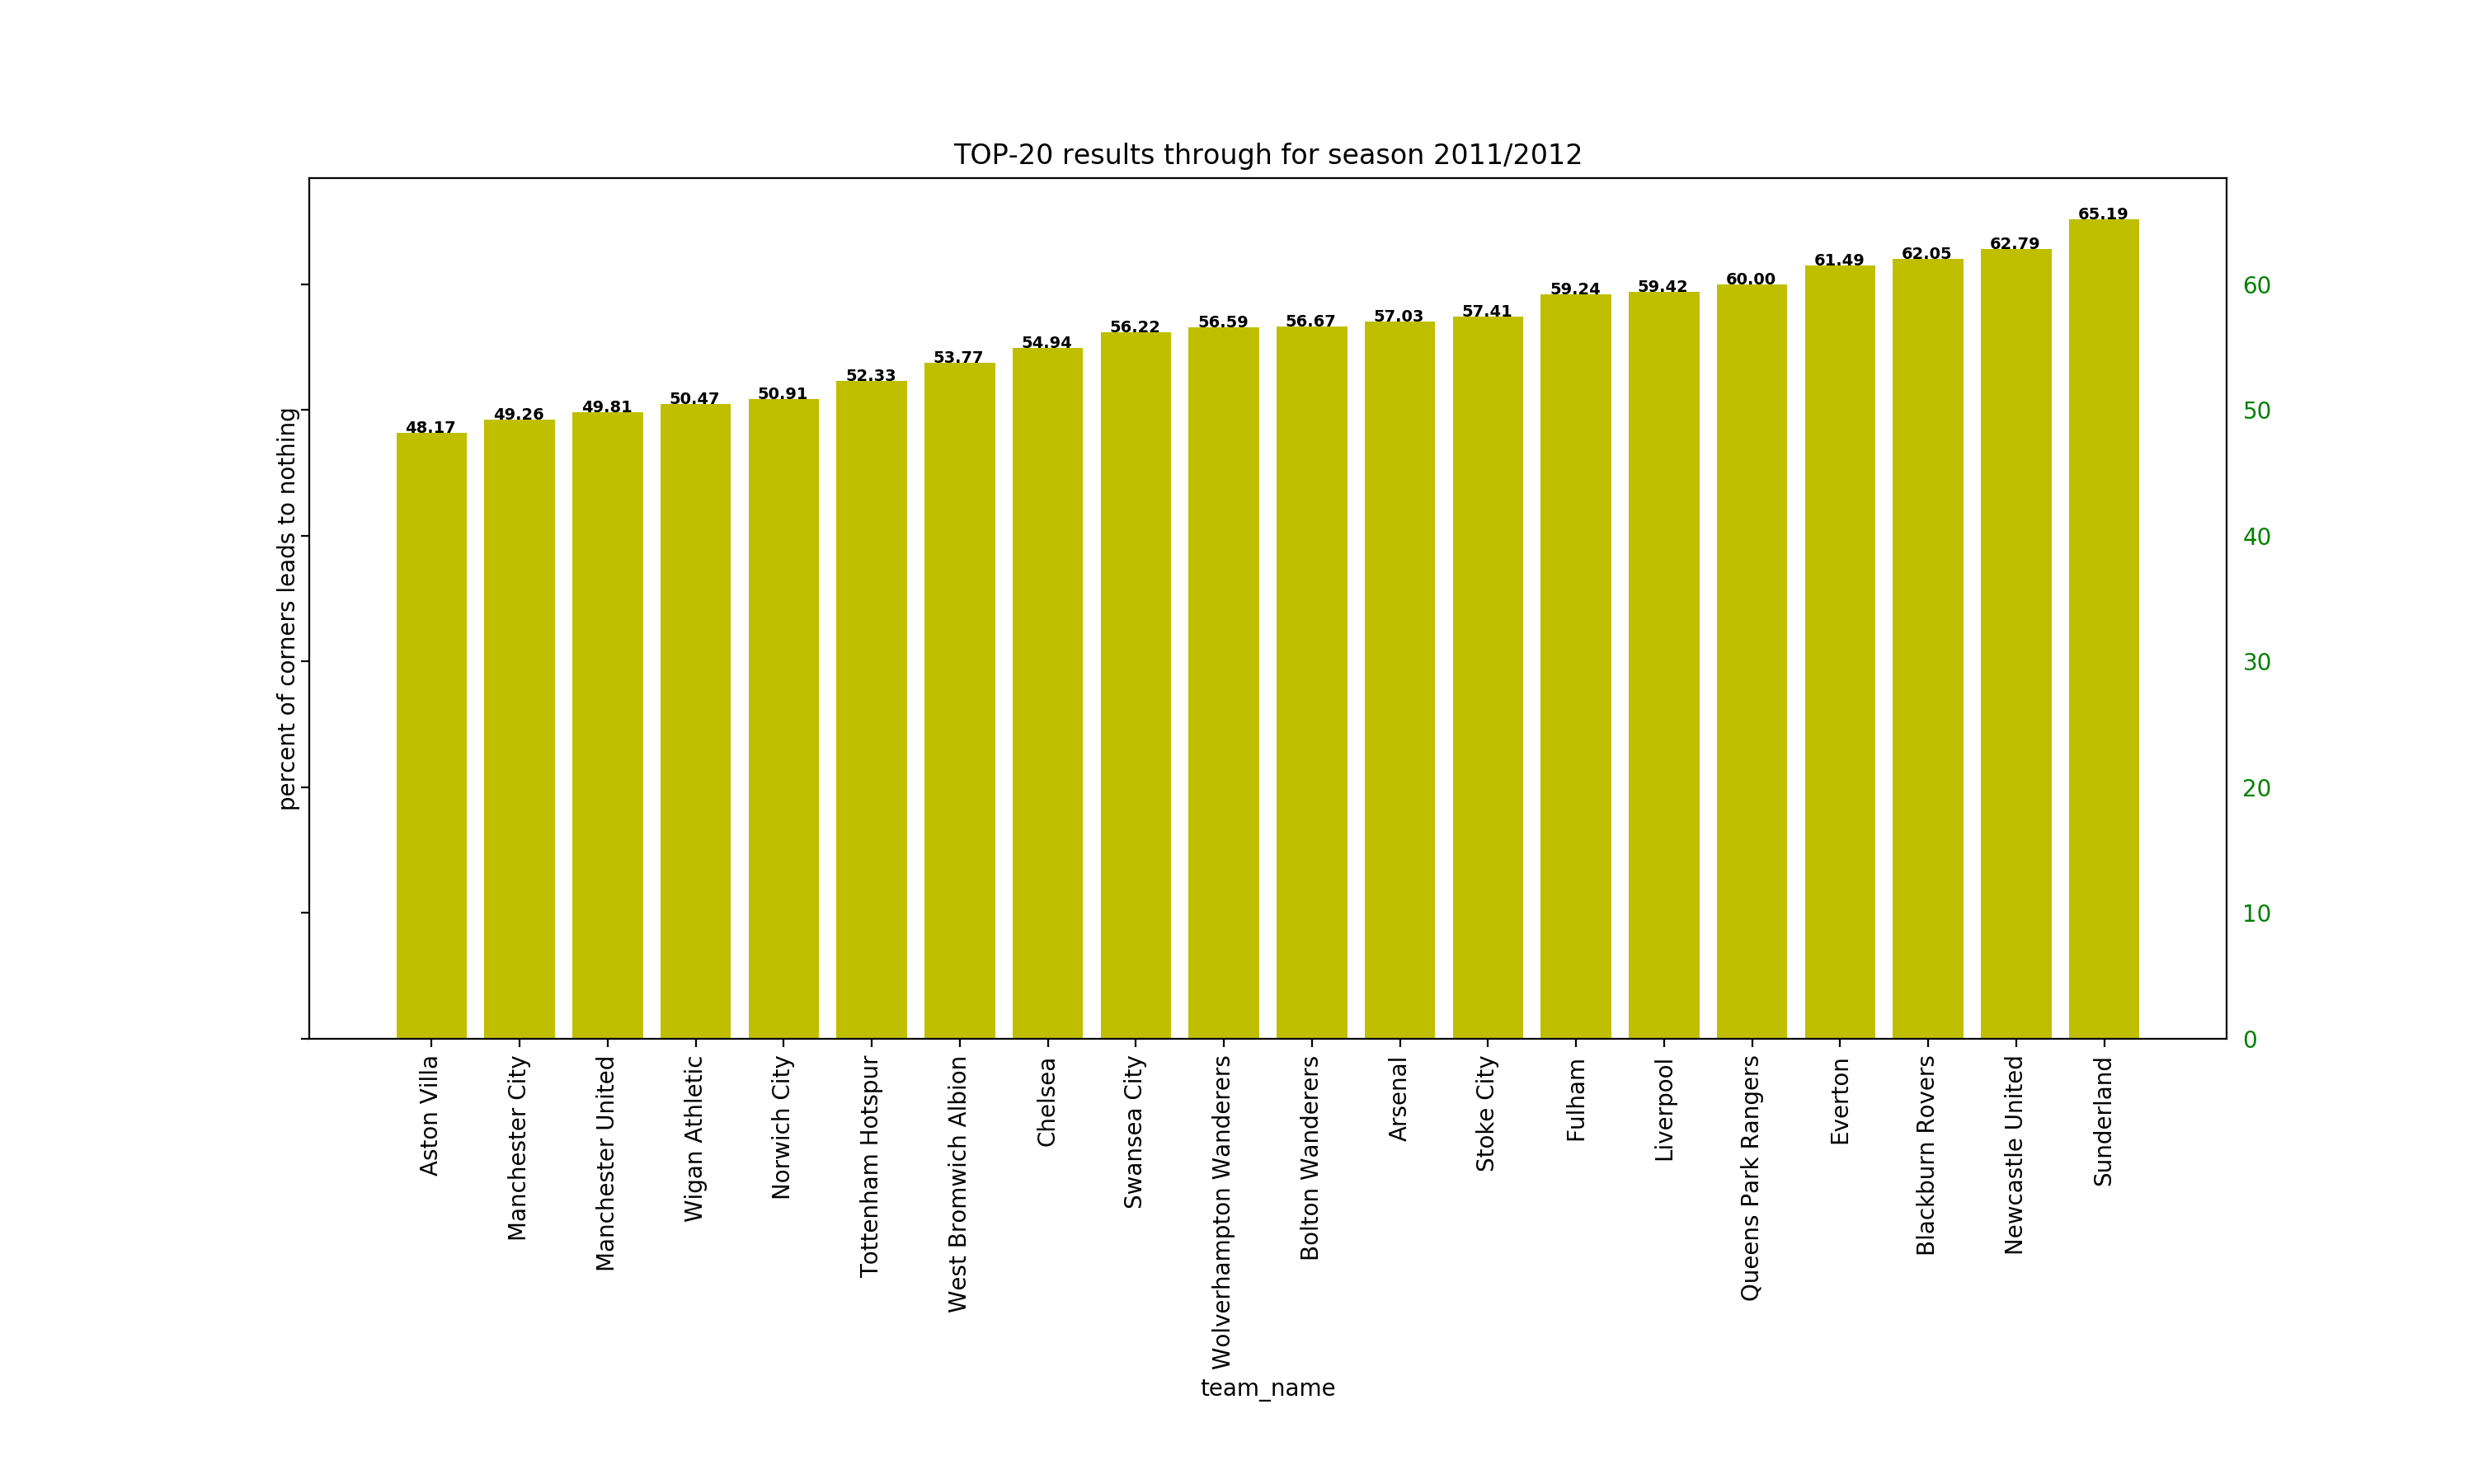 TOP-20 results through for season 2011/2012
percent of corners leads to nothing
48.17
49.26
49.81
50.47
50.91
52.33
53.77
54.94
56.22
56.59
56.67
57.03
57.41
59.24
59.42
60.00
61.49
62.05
62.79
65.19
60
50
40
30
20
10
0
Aston Villa
Manchester City
Manchester United
Wigan Athletic
Norwich City
Tottenham Hotspur
West Bromwich Albion
Chelsea
Swansea City
Wolverhampton Wanderers
Bolton Wanderers
Arsenal
Stoke City
Fulham
Liverpool
Queens Park Rangers
Everton
Blackburn Rovers
Newcastle United
Sunderland
team_name